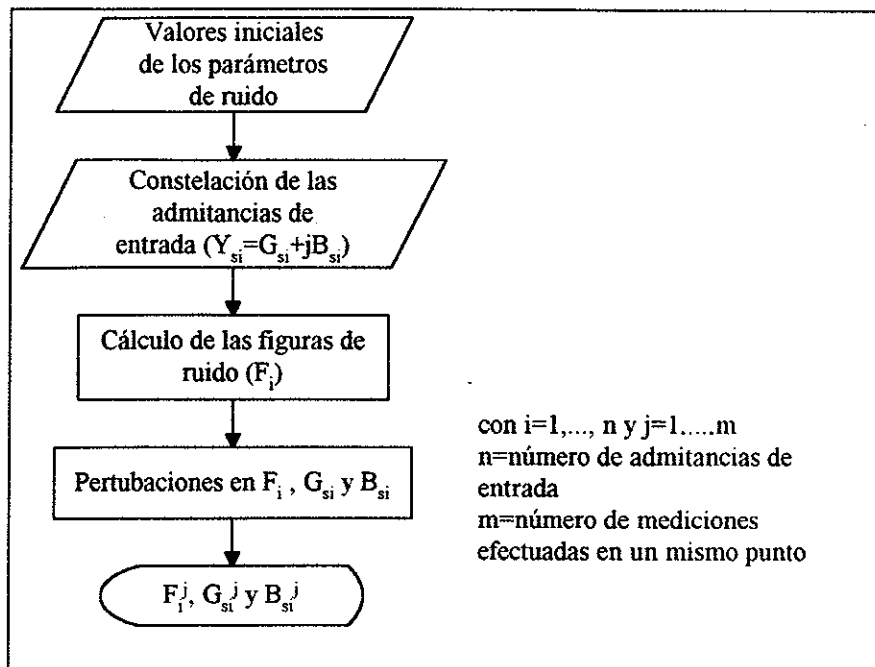 Valores iniciales
de los parámetros
de ruido
Constelación de las
admitancias de
entrada (Y_si=G_si+jB_si)
Cálculo de las figuras de
ruido (F_i)
Pertubaciones en F_i , G_si y B_si
F_i^j, G_si^j y B_si^j
con i=1,..., n y j=1.....m
n=número de admitancias de
entrada
m=número de mediciones
efectuadas en un mismo punto